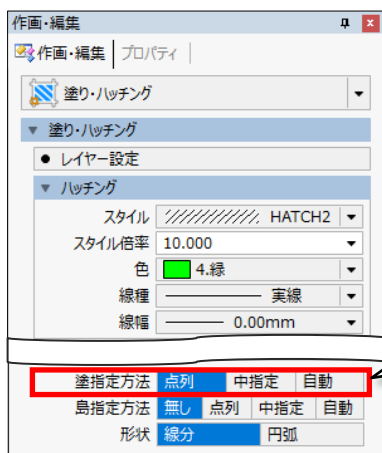 作画・編集
作画・編集 プロパティ
塗り・ハッチング
塗り・ハッチング
● レイヤー設定
ハッチング
スタイル HATCH2
スタイル倍率 10.000
色 4.緑
線種 実線
線幅 0.00mm
塗指定方法 点列 中指定 自動
島指定方法 無し 点列 中指定 自動
形状 線分 円弧